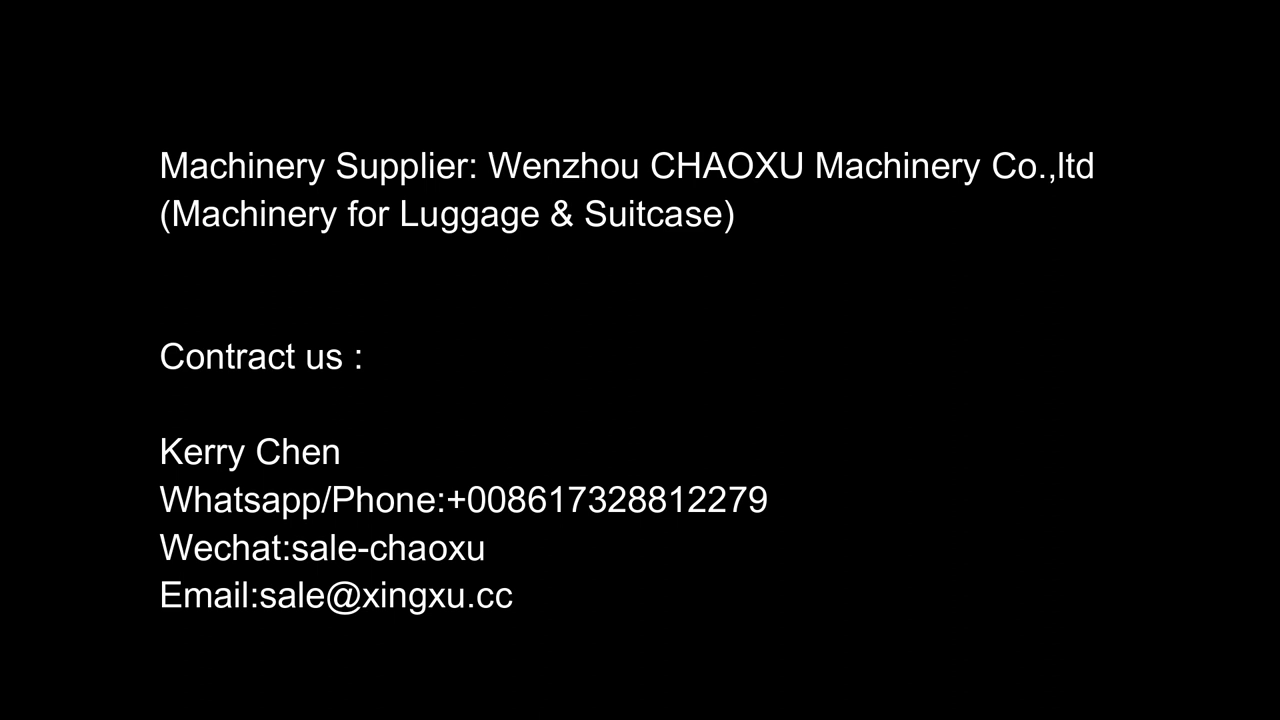 Machinery Supplier: Wenzhou CHAOXU Machinery Co.,ltd
(Machinery for Luggage & Suitcase)
Contract us :
Kerry Chen
Whatsapp/Phone:+008617328812279
Wechat:sale-chaoxu
Email:sale@xingxu.cc